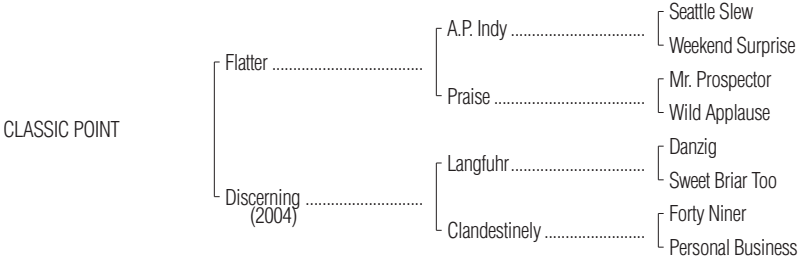 Seattle Slew
A.P. Indy ................................
Weekend Surprise
Flatter ....................................
Mr. Prospector
Praise ....................................
Wild Applause
CLASSIC POINT
Danzig
Langfuhr ................................
Sweet Briar Too
Discerning ............................
(2004)
Forty Niner
Clandestinely ........................
Personal Business